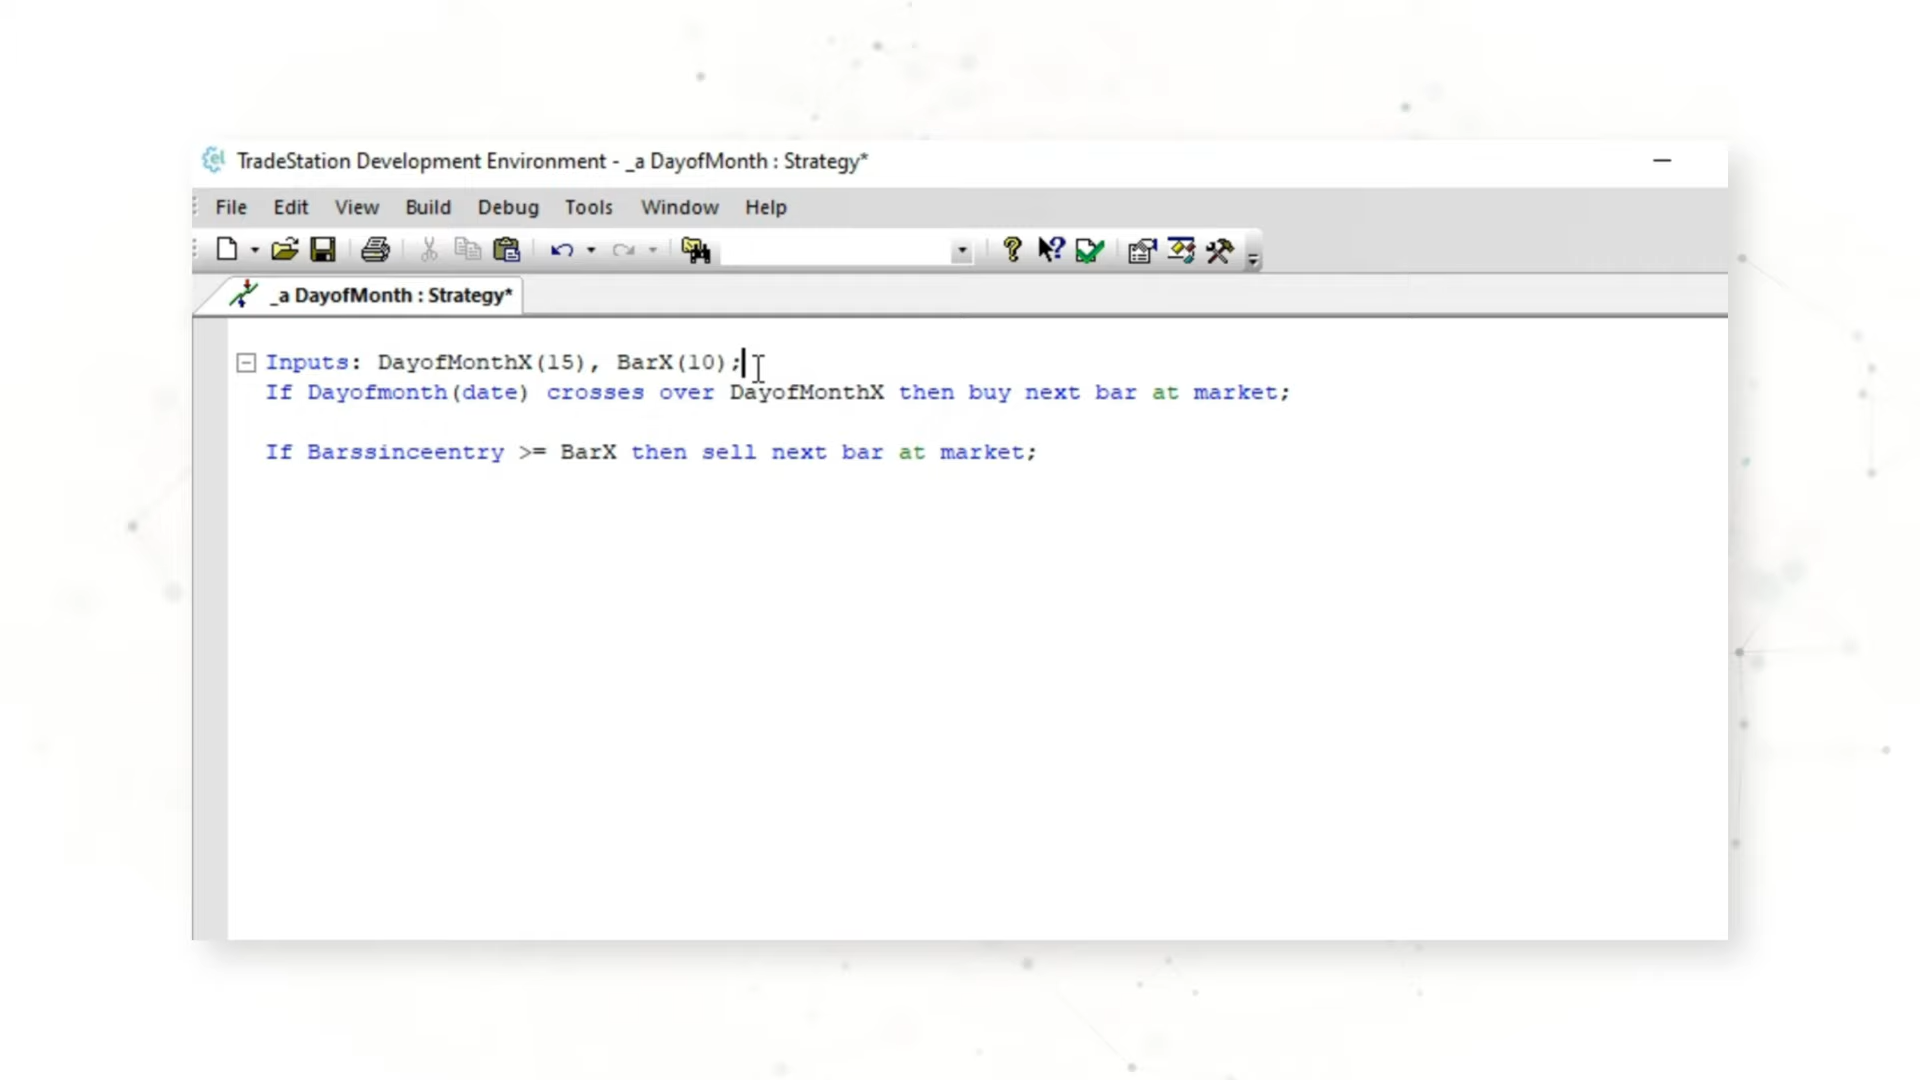 el TradeStation Development Environment - _a DayofMonth : Strategy*
File Edit View Build Debug Tools Window Help
_a DayofMonth : Strategy*
Inputs: DayofMonthX(15), BarX(10);
If Dayofmonth(date) crosses over DayofMonthX then buy next bar at market;
If Barssinceentry >= BarX then sell next bar at market;